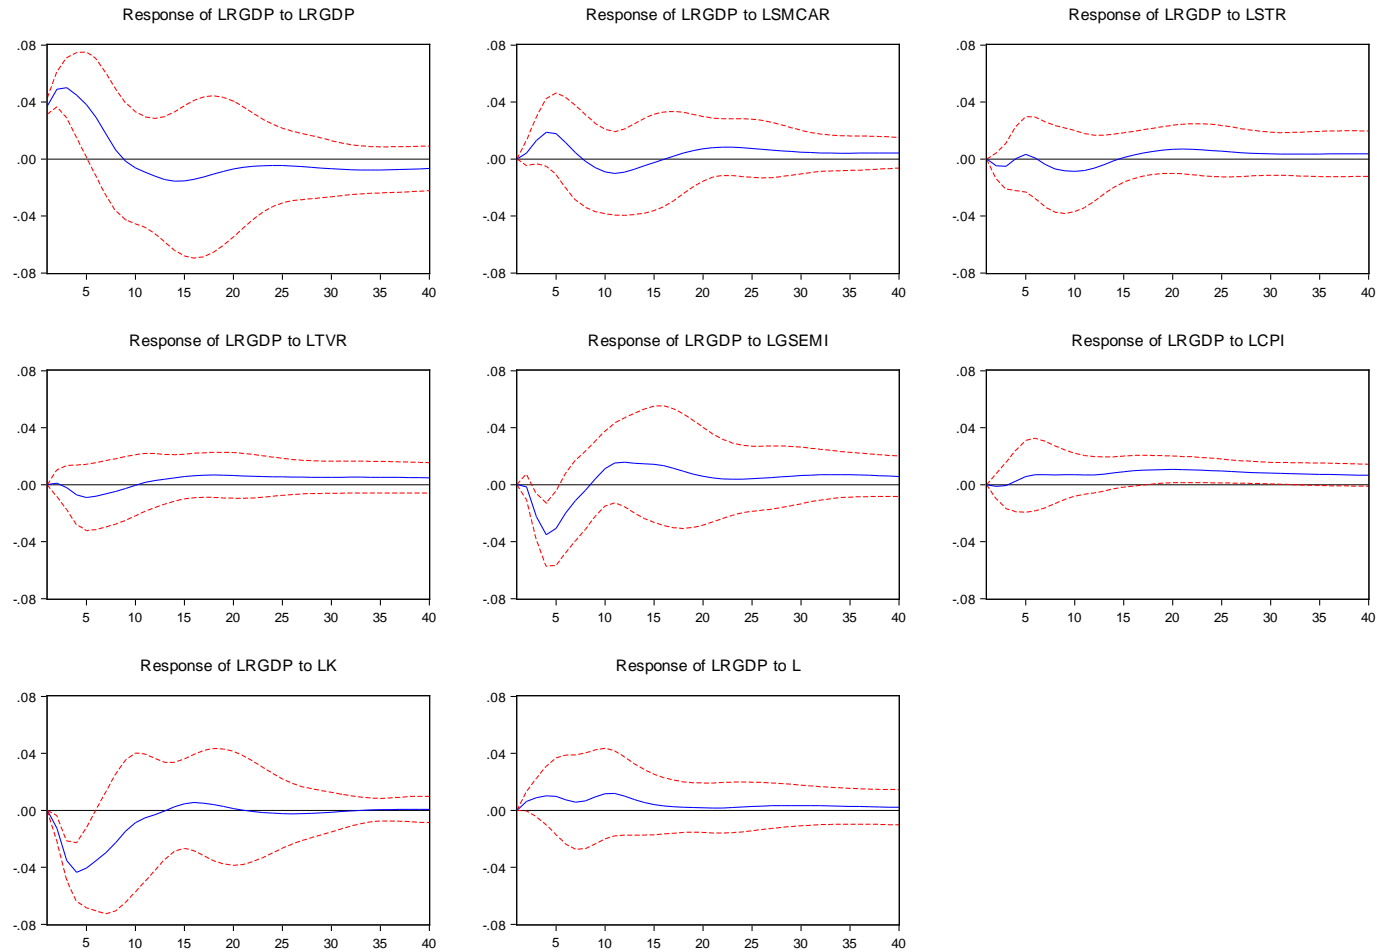 Response of LRGDP to LRGDP
.08
.04
.00
-.04
-.08
5 10 15 20 25 30 35 40
Response of LRGDP to LSMCAR
.08
.04
.00
-.04
-.08
5 10 15 20 25 30 35 40
Response of LRGDP to LSTR
.08
.04
.00
-.04
-.08
5 10 15 20 25 30 35 40
Response of LRGDP to LTVR
.08
.04
.00
-.04
-.08
5 10 15 20 25 30 35 40
Response of LRGDP to LGSEMI
.08
.04
.00
-.04
-.08
5 10 15 20 25 30 35 40
Response of LRGDP to LCPI
.08
.04
.00
-.04
-.08
5 10 15 20 25 30 35 40
Response of LRGDP to LK
.08
.04
.00
-.04
-.08
5 10 15 20 25 30 35 40
Response of LRGDP to L
.08
.04
.00
-.04
-.08
5 10 15 20 25 30 35 40